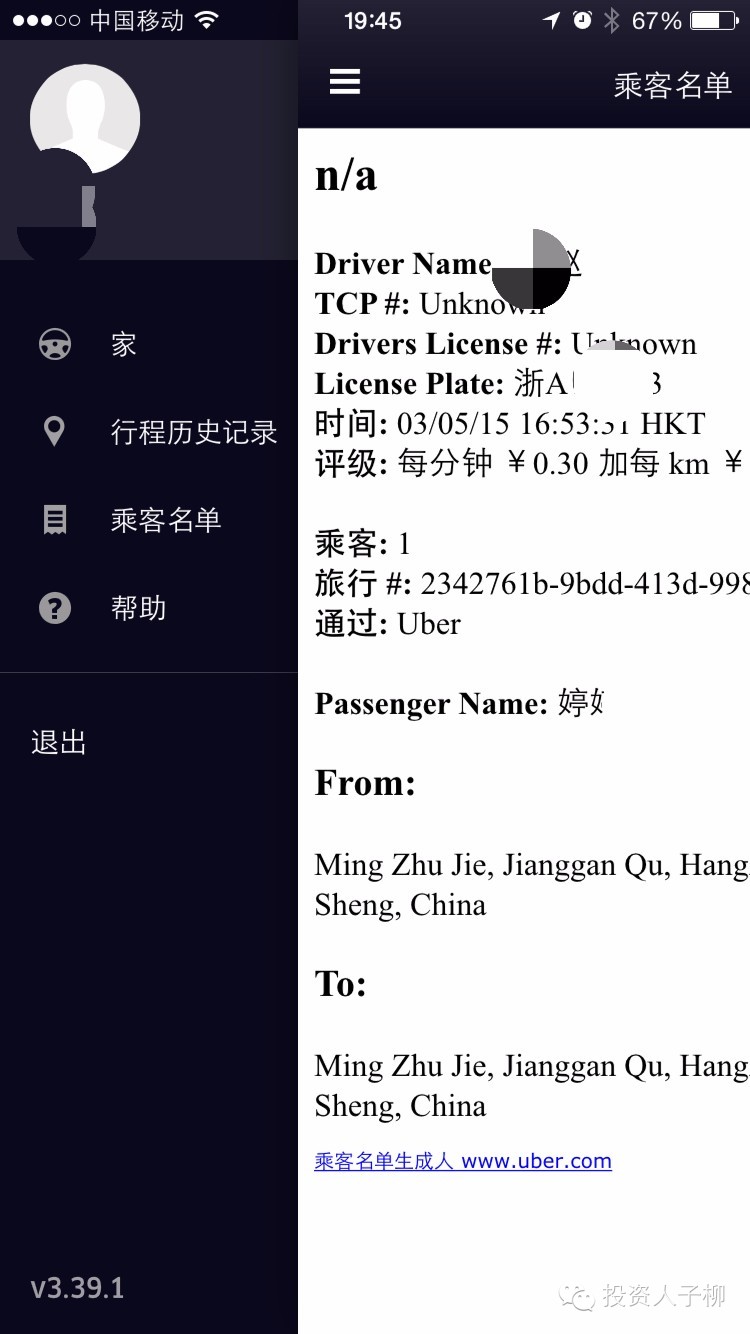 中国移动 19:45 67%
乘客名单
家
行程历史记录
乘客名单
帮助
退出
v3.39.1
n/a
Driver Name
TCP #: Unknown
Drivers License #: Unknown
License Plate: 浙A
时间: 03/05/15 16:53:51 HKT
评级: 每分钟 ￥0.30 加每 km ￥
乘客: 1
旅行 #: 2342761b-9bdd-413d-998
通过: Uber
Passenger Name: 婷
From:
Ming Zhu Jie, Jianggan Qu, Hang
Sheng, China
To:
Ming Zhu Jie, Jianggan Qu, Hang
Sheng, China
乘客名单生成人 www.uber.com
投资人子柳